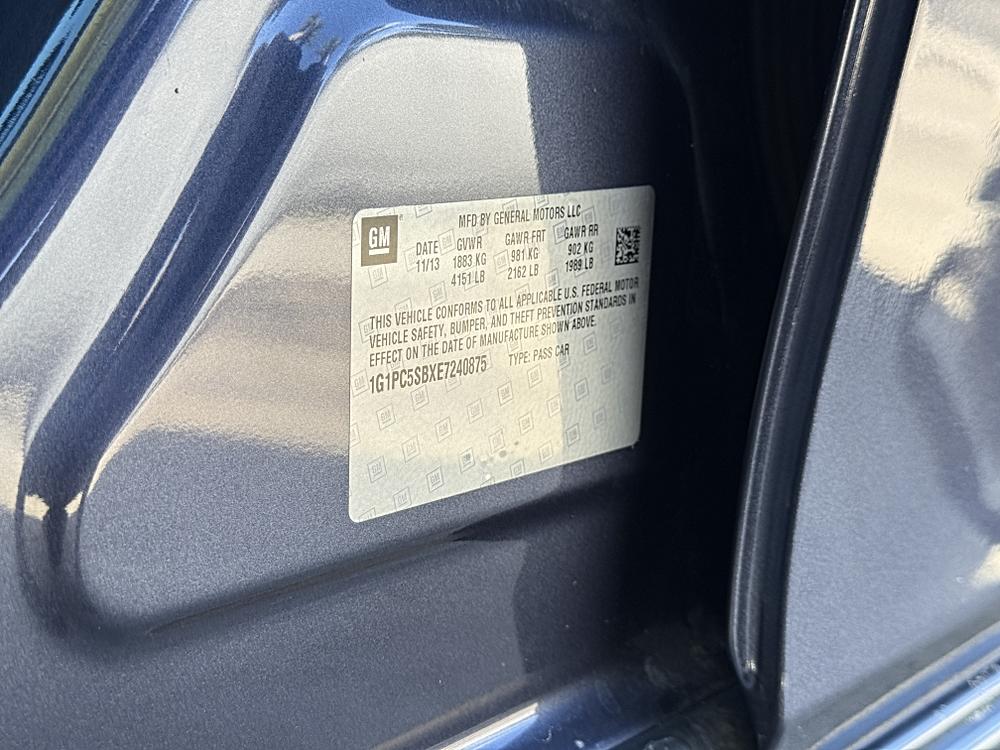 GM
MFD BY GENERAL MOTORS LLC
DATE GVWR GAWR FRT GAWR RR
11/13 1883 KG 981 KG 902 KG
4151 LB 2162 LB 1989 LB
THIS VEHICLE CONFORMS TO ALL APPLICABLE U.S. FEDERAL MOTOR
VEHICLE SAFETY, BUMPER, AND THEFT PREVENTION STANDARDS IN
EFFECT ON THE DATE OF MANUFACTURE SHOWN ABOVE.
1G1PC5SBXE7240875 TYPE: PASS CAR